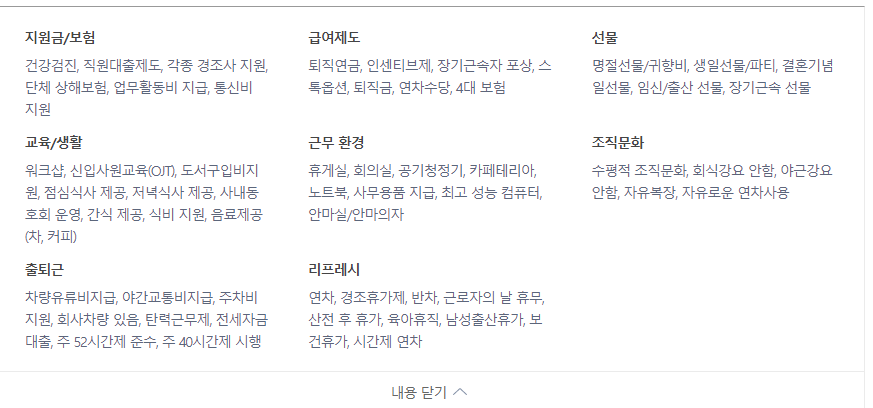 지원금/보험
건강검진, 직원대출제도, 각종 경조사 지원,
단체 상해보험, 업무활동비 지급, 통신비
지원
급여제도
퇴직연금, 인센티브제, 장기근속자 포상, 스
톡옵션, 퇴직금, 연차수당, 4대 보험
선물
명절선물/귀향비, 생일선물/파티, 결혼기념
일선물, 임신/출산 선물, 장기근속 선물
교육/생활
워크샵, 신입사원교육(OJT), 도서구입비지
원, 점심식사 제공, 저녁식사 제공, 사내동
호회 운영, 간식 제공, 식비 지원, 음료제공
(차, 커피)
근무 환경
휴게실, 회의실, 공기청정기, 카페테리아,
노트북, 사무용품 지급, 최고 성능 컴퓨터,
안마실/안마의자
조직문화
수평적 조직문화, 회식강요 안함, 야근강요
안함, 자유복장, 자유로운 연차사용
출퇴근
차량유류비지급, 야간교통비지급, 주차비
지원, 회사차량 있음, 탄력근무제, 전세자금
대출, 주 52시간제 준수, 주 40시간제 시행
리프레시
연차, 경조휴가제, 반차, 근로자의 날 휴무,
산전 후 휴가, 육아휴직, 남성출산휴가, 보
건휴가, 시간제 연차
내용 닫기